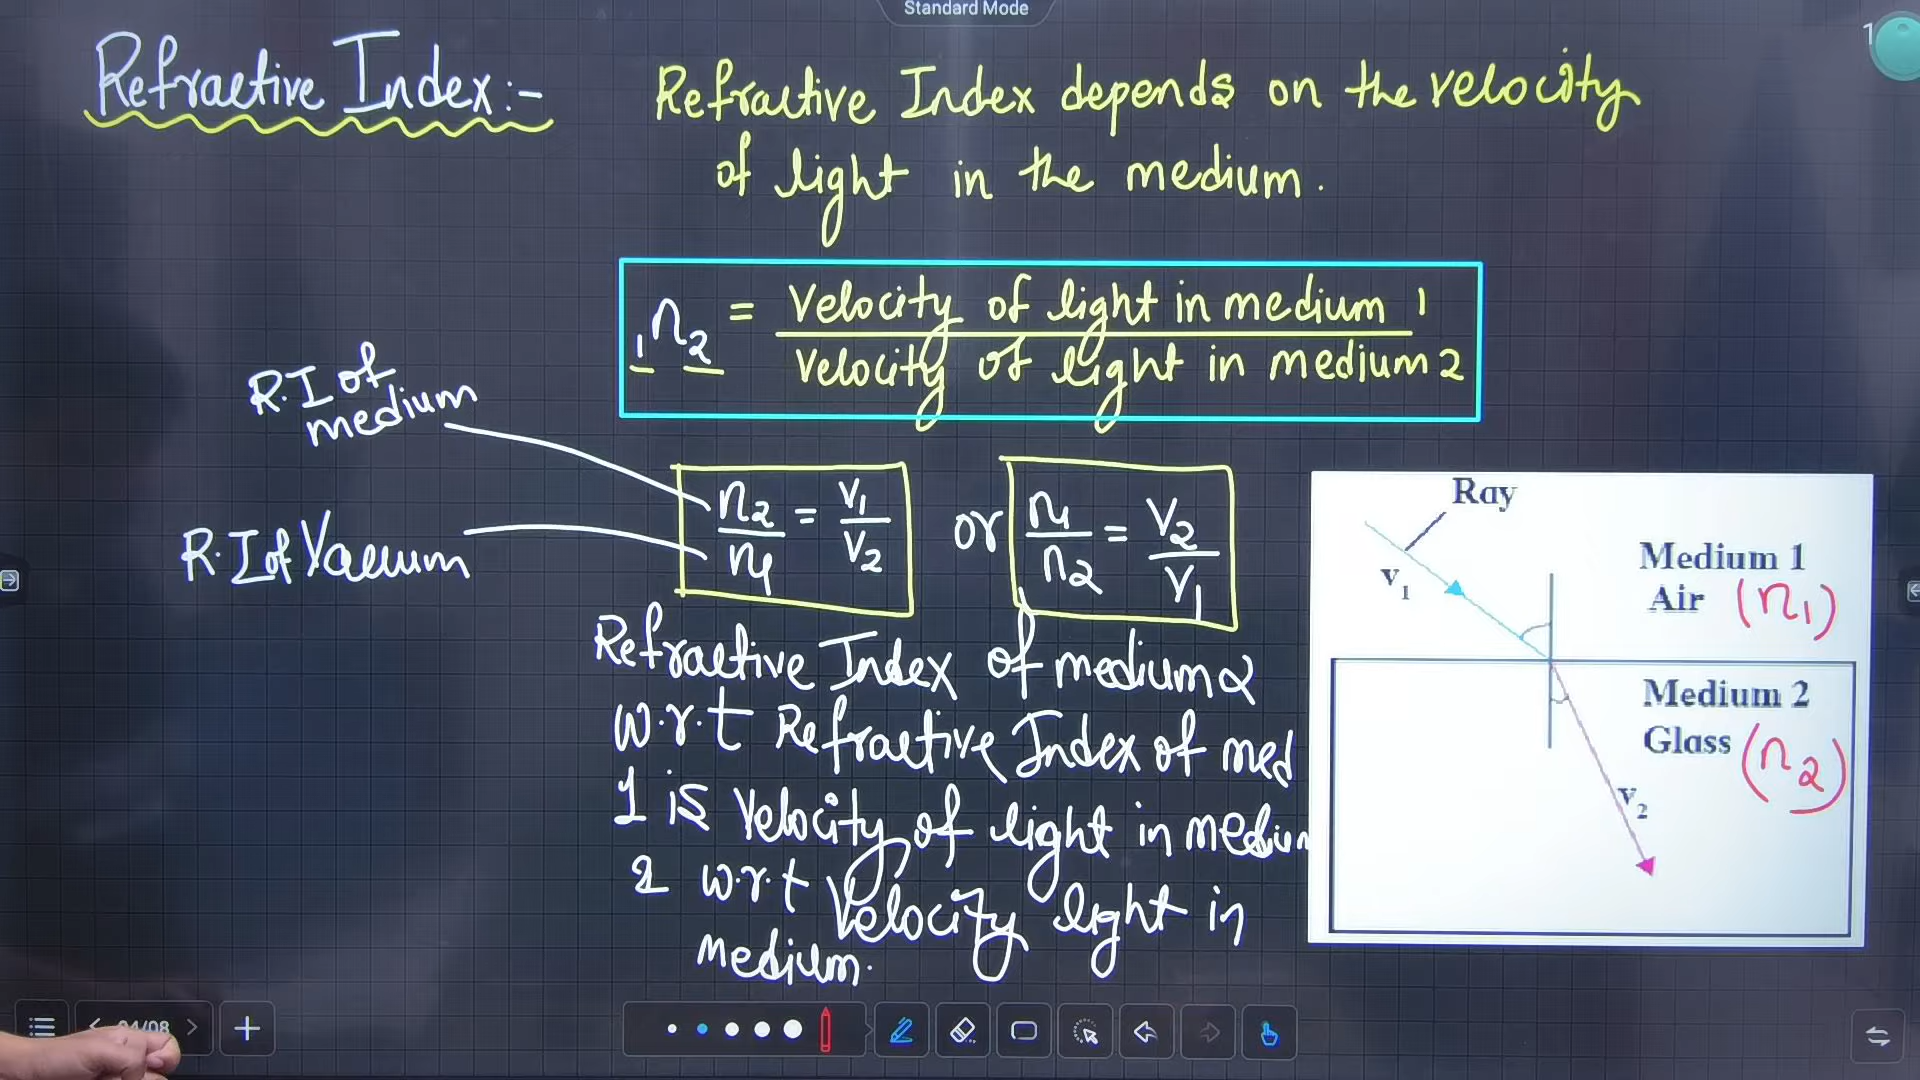 Standard Mode
1
Refractive Index:-
Refractive Index depends on the velocity
of light in the medium.
₁n₂ = Velocity of light in medium 1
Velocity of light in medium 2
R.I of
medium
R.I of Vacuum
n₂/n₁ = v₁/v₂ or n₁/n₂ = v₂/v₁
Refractive Index of medium 2
w.r.t Refractive Index of med
1 is Velocity of light in medium
2 w.r.t Velocity light in
medium.
Ray
v₁
Medium 1
Air (n₁)
Medium 2
Glass (n₂)
v₂
04/08